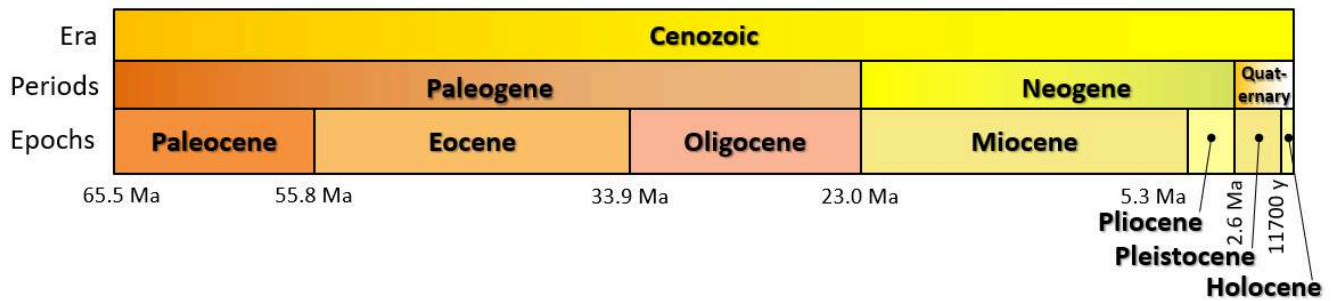 Era
Cenozoic
Periods
Paleogene
Neogene
Quat-
ernary
Epochs
Paleocene
Eocene
Oligocene
Miocene
65.5 Ma
55.8 Ma
33.9 Ma
23.0 Ma
5.3 Ma
2.6 Ma
11700 y
Pliocene
Pleistocene
Holocene